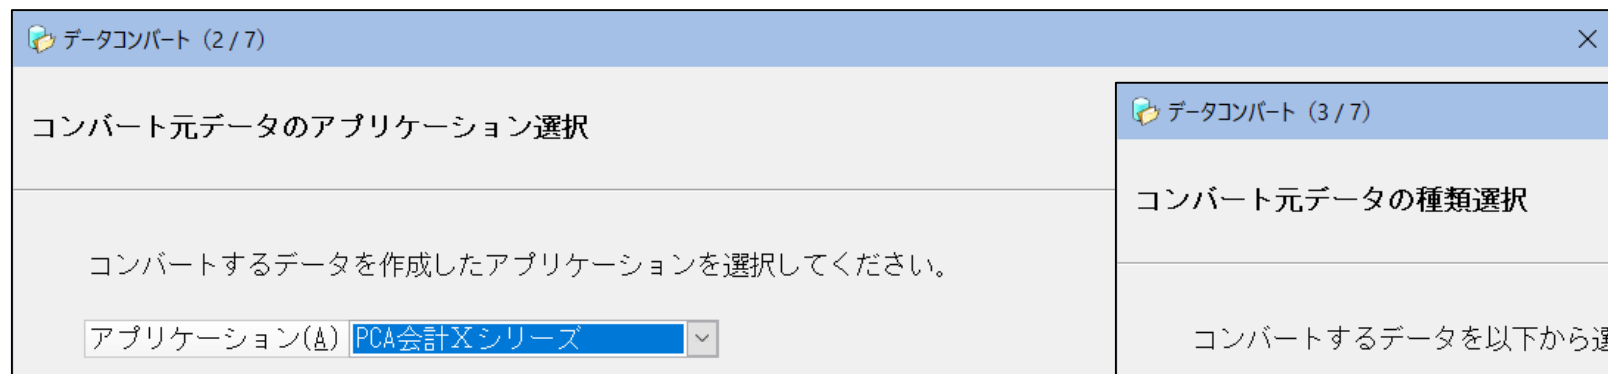 データコンバート (2 / 7)
コンバート元データのアプリケーション選択
コンバートするデータを作成したアプリケーションを選択してください。
アプリケーション(A) PCA会計Ｘシリーズ
データコンバート (3 / 7)
コンバート元データの種類選択
コンバートするデータを以下から選